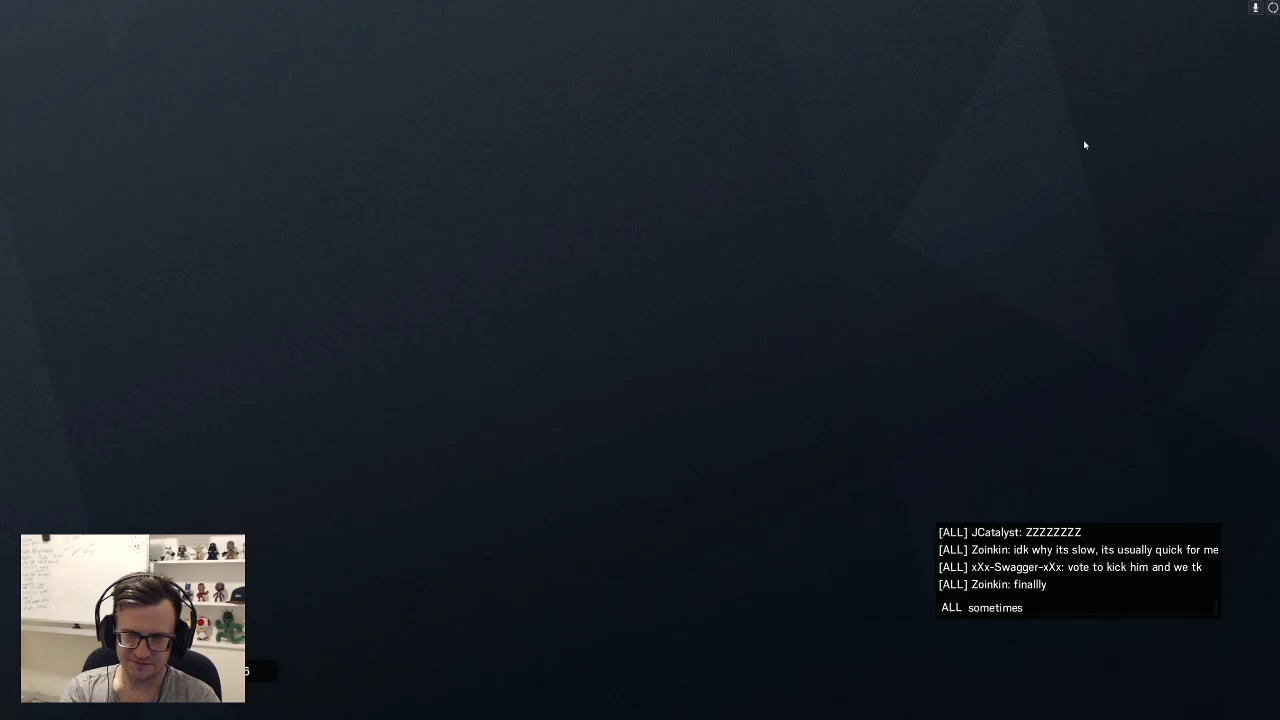 [ALL] JCatalyst: ZZZZZZZZ
[ALL] Zoinkin: idk why its slow, its usually quick for me
[ALL] xXx-Swagger-xXx: vote to kick him and we tk
[ALL] Zoinkin: finallly
ALL sometimes
6